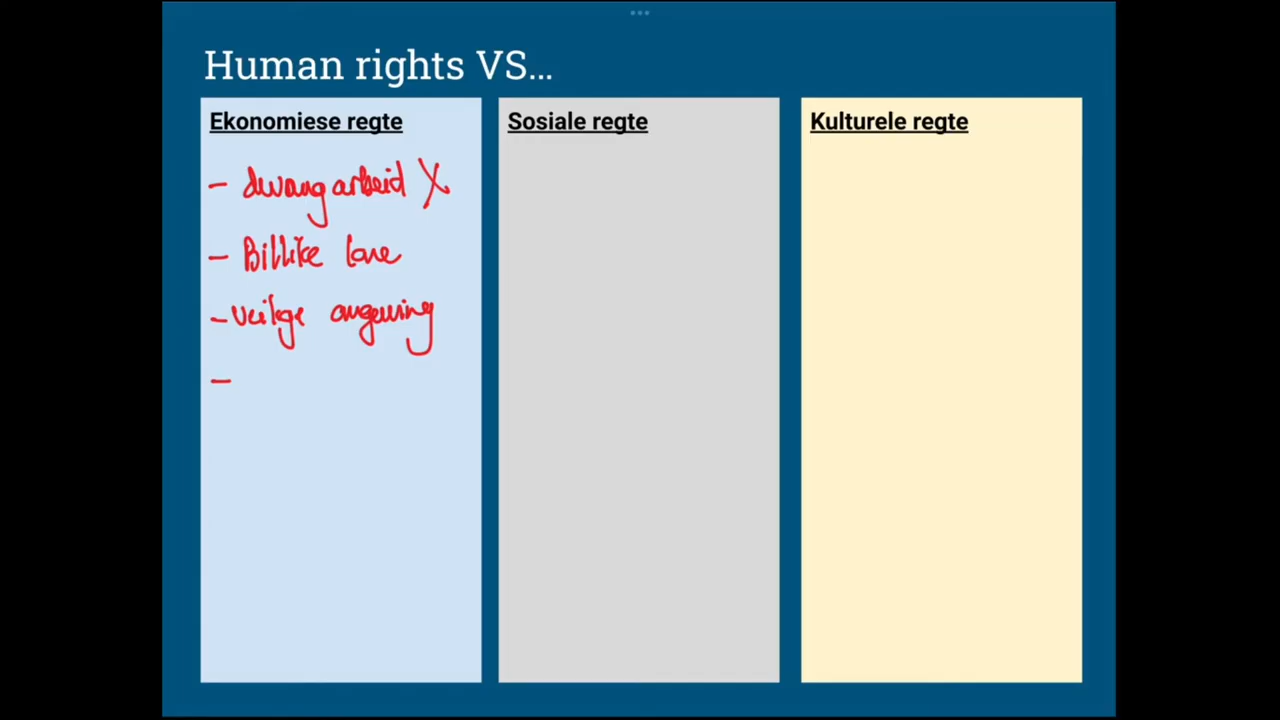 Human rights VS...
Ekonomiese regte
- dwangarbeid X
- Billike lone
- veilige omgewing
-
Sosiale regte
Kulturele regte